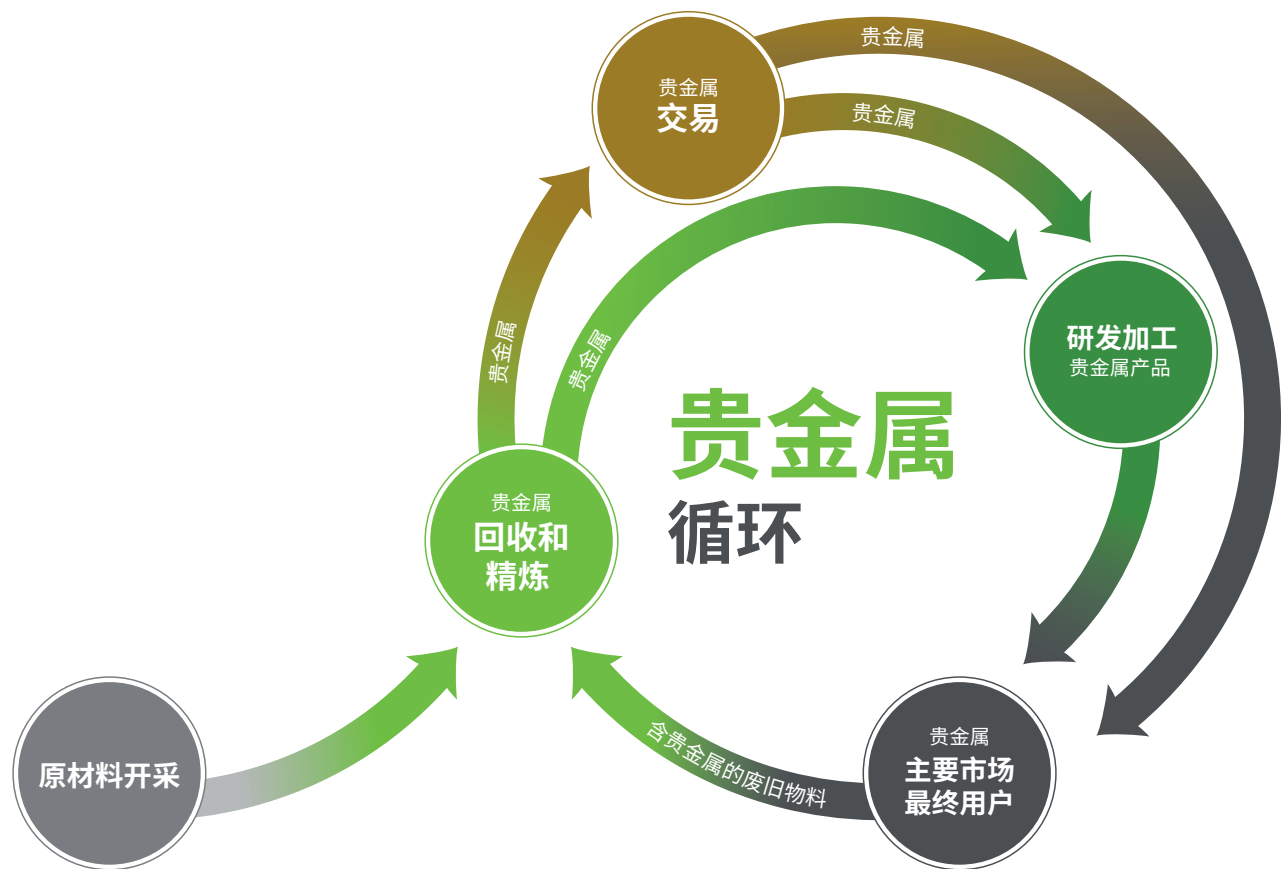 贵金属
贵金属
交易
贵金属
贵金属
贵金属
研发加工
贵金属产品
贵金属
循环
贵金属
回收和
精炼
原材料开采
含贵金属的废旧物料
贵金属
主要市场
最终用户